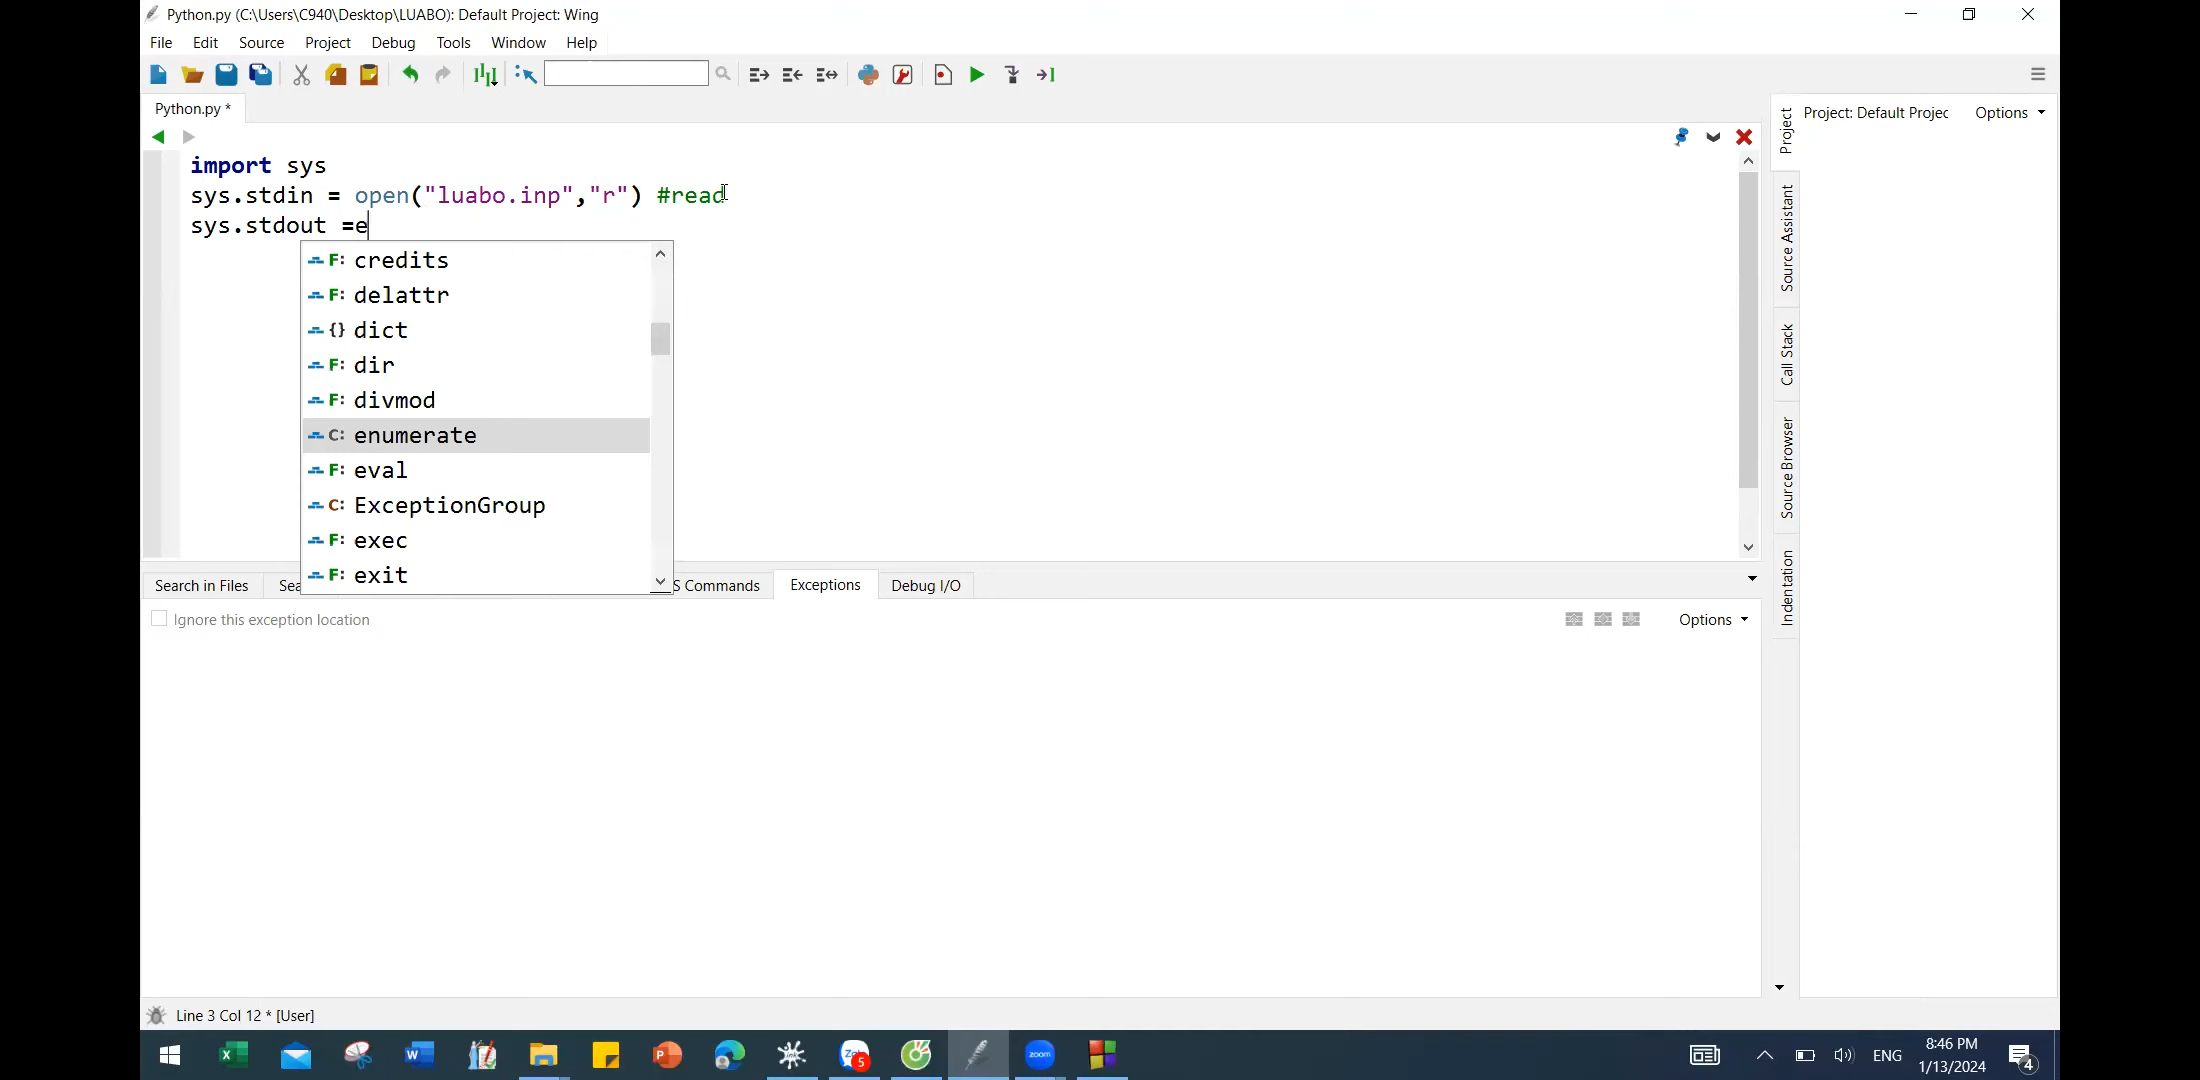 Python.py (C:\Users\C940\Desktop\LUABO): Default Project: Wing
File Edit Source Project Debug Tools Window Help
Python.py *
Project: Default Projec Options
import sys
sys.stdin = open("luabo.inp","r") #read
sys.stdout =e
credits
delattr
dict
dir
divmod
enumerate
eval
ExceptionGroup
exec
exit
Project
Source Assistant
Call Stack
Source Browser
Indentation
Search in Files Sea S Commands Exceptions Debug I/O
Ignore this exception location Options
Line 3 Col 12 * [User]
zoom
5
ENG
8:46 PM
1/13/2024
4